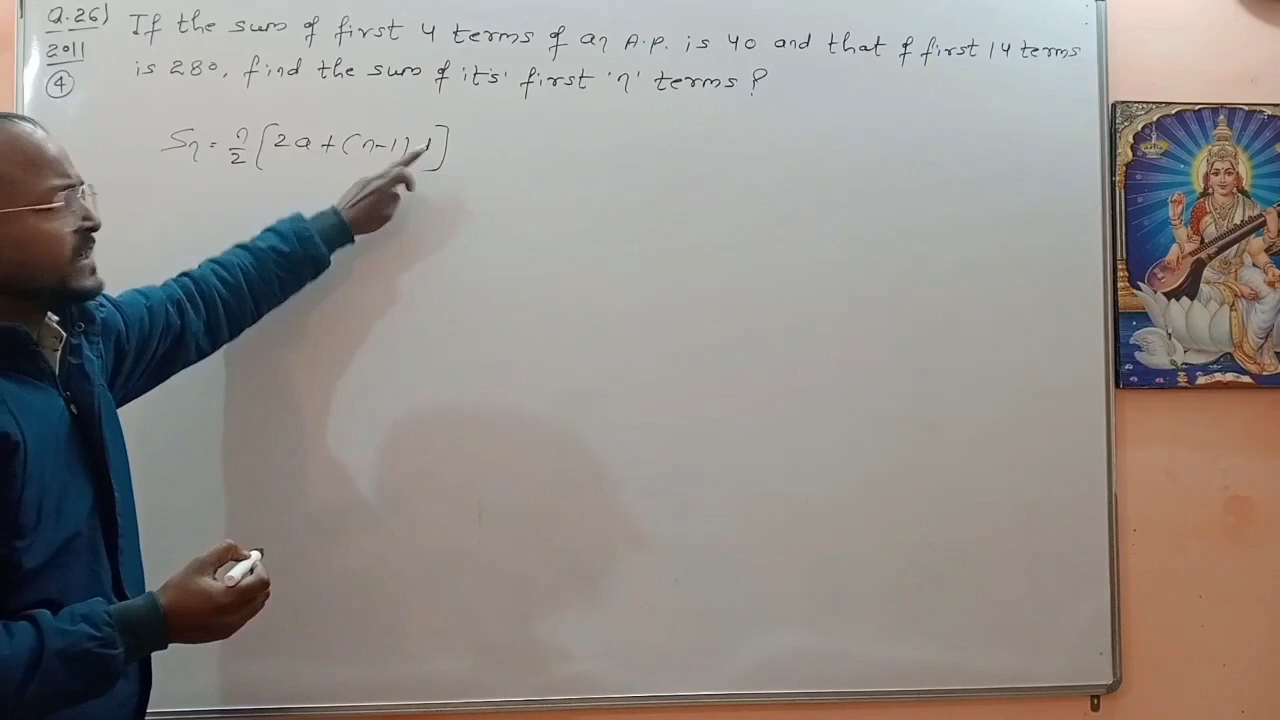 Q.26) If the sum of first 4 terms of an A.P. is 40 and that of first 14 terms
2011 is 280, find the sum of it's' first 'n' terms?
④
Sn = n/2 [2a + (n-1) d]